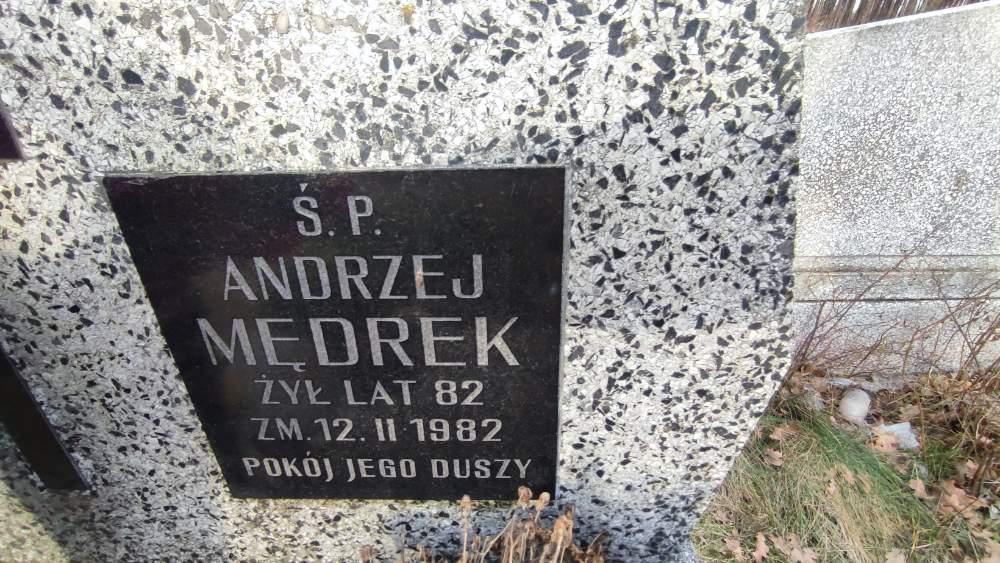 Ś. P.
ANDRZEJ
MĘDREK
ŻYŁ LAT 82
ZM. 12. II 1982
POKÓJ JEGO DUSZY